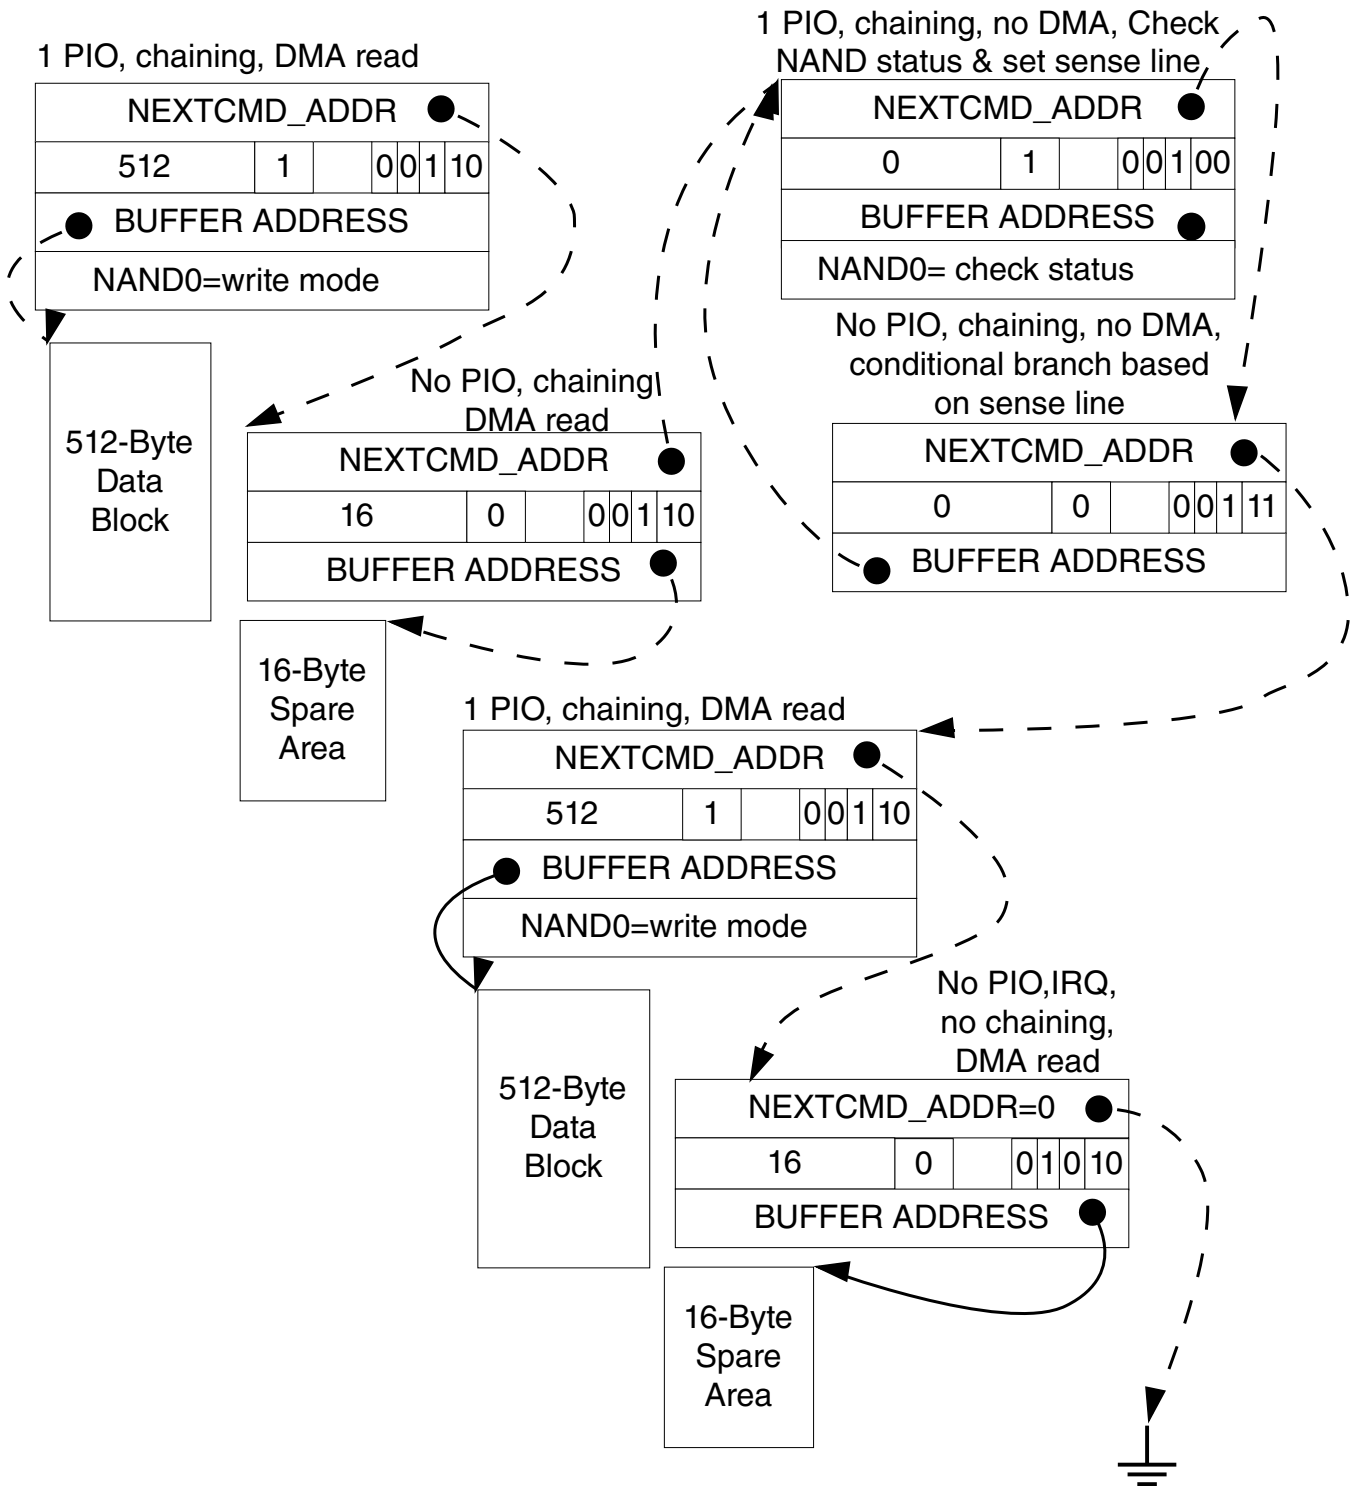 1 PIO, chaining, DMA read
NEXTCMD_ADDR
512 1 0 0 1 10
BUFFER ADDRESS
NAND0=write mode
512-Byte
Data
Block
No PIO, chaining
DMA read
NEXTCMD_ADDR
16 0 0 0 1 10
BUFFER ADDRESS
16-Byte
Spare
Area
1 PIO, chaining, no DMA, Check
NAND status & set sense line
NEXTCMD_ADDR
0 1 0 0 1 00
BUFFER ADDRESS
NAND0= check status
No PIO, chaining, no DMA,
conditional branch based
on sense line
NEXTCMD_ADDR
0 0 0 0 1 11
BUFFER ADDRESS
1 PIO, chaining, DMA read
NEXTCMD_ADDR
512 1 0 0 1 10
BUFFER ADDRESS
NAND0=write mode
512-Byte
Data
Block
No PIO,IRQ,
no chaining,
DMA read
NEXTCMD_ADDR=0
16 0 0 1 0 10
BUFFER ADDRESS
16-Byte
Spare
Area